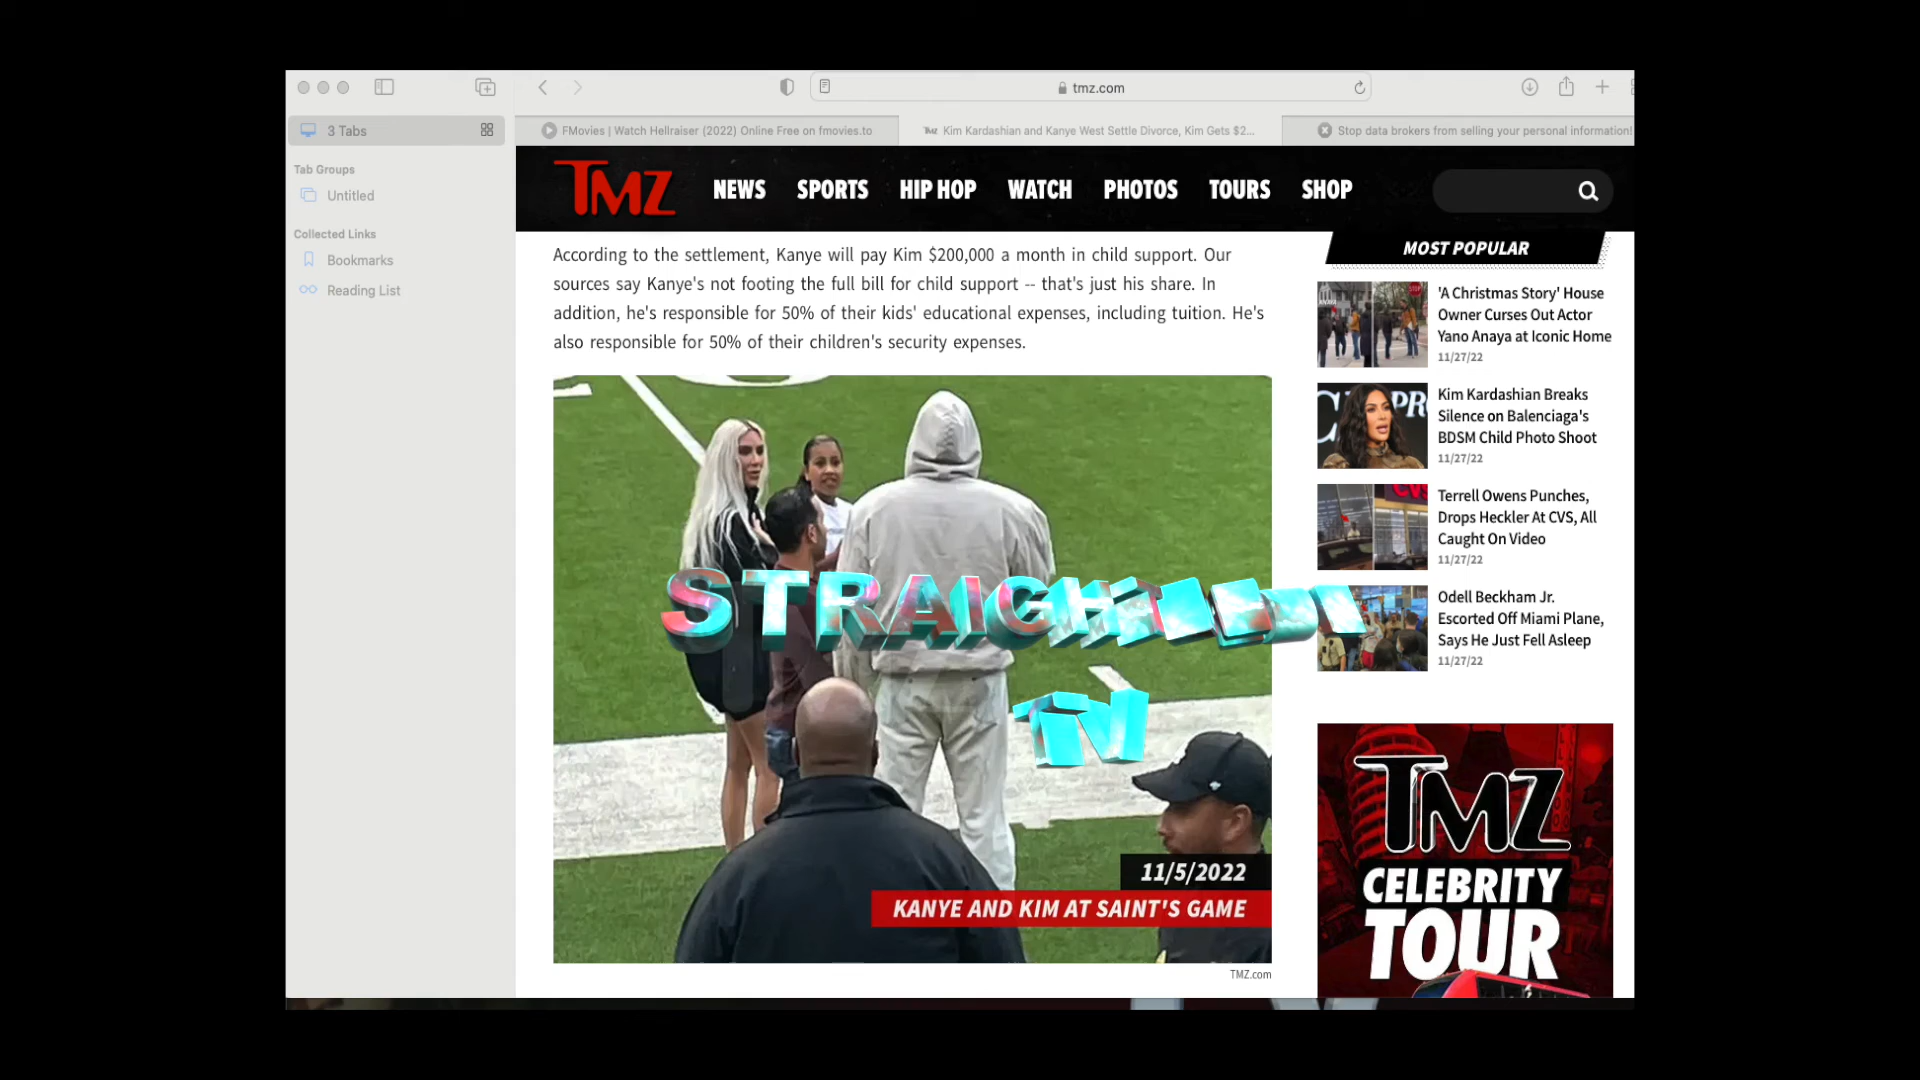 tmz.com
3 Tabs
FMovies | Watch Hellraiser (2022) Online Free on fmovies.to
TMZ Kim Kardashian and Kanye West Settle Divorce, Kim Gets $2...
Stop data brokers from selling your personal information!
Tab Groups
Untitled
Collected Links
Bookmarks
Reading List
TMZ
NEWS SPORTS HIP HOP WATCH PHOTOS TOURS SHOP
According to the settlement, Kanye will pay Kim $200,000 a month in child support. Our
sources say Kanye's not footing the full bill for child support -- that's just his share. In
addition, he's responsible for 50% of their kids' educational expenses, including tuition. He's
also responsible for 50% of their children's security expenses.
TV
11/5/2022
KANYE AND KIM AT SAINT'S GAME
TMZ.com
MOST POPULAR
'A Christmas Story' House
Owner Curses Out Actor
Yano Anaya at Iconic Home
11/27/22
Kim Kardashian Breaks
Silence on Balenciaga's
BDSM Child Photo Shoot
11/27/22
Terrell Owens Punches,
Drops Heckler At CVS, All
Caught On Video
11/27/22
Odell Beckham Jr.
Escorted Off Miami Plane,
Says He Just Fell Asleep
11/27/22
TMZ
CELEBRITY
TOUR